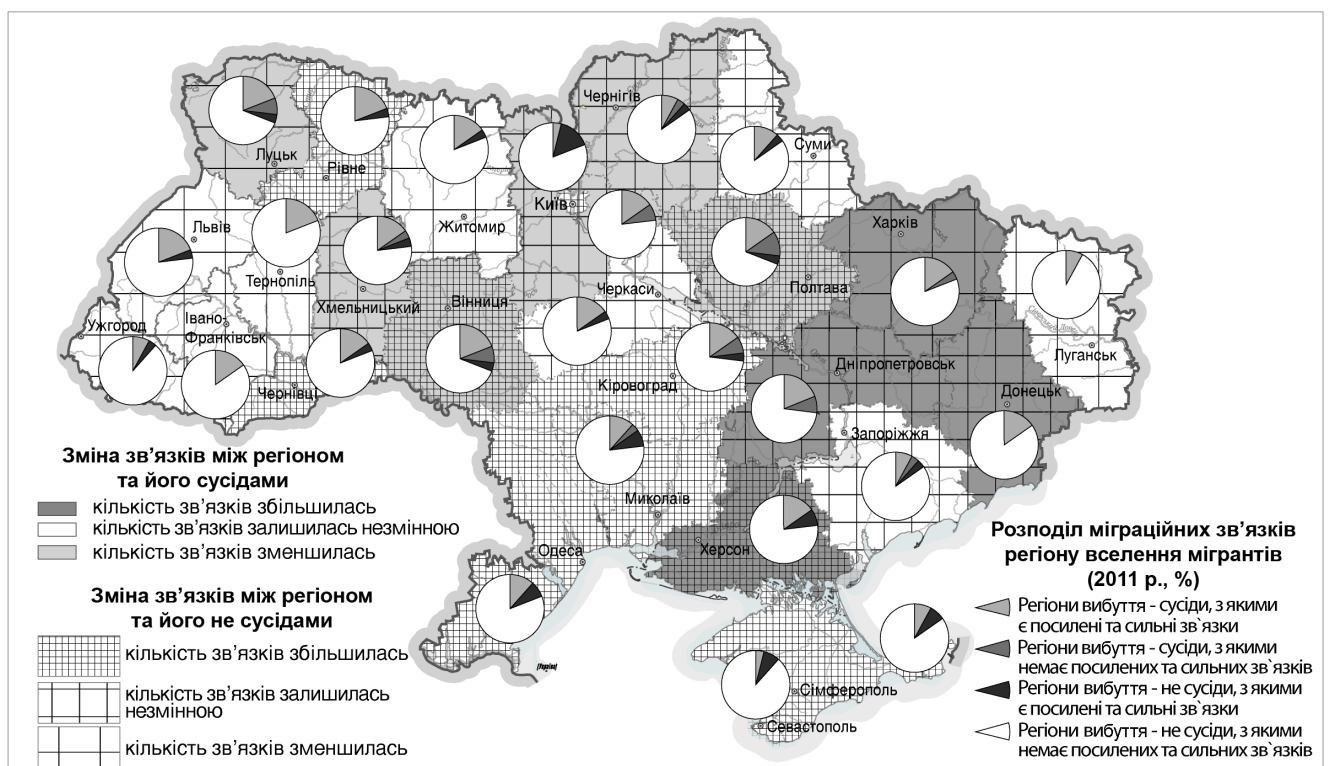 Чернігів
Суми
Луцьк
Рівне
Київ
Житомир
Харків
Львів
Тернопіль
Хмельницький
Вінниця
Черкаси
Полтава
Луганськ
Ужгород
Івано-
Франківськ
Чернівці
Кіровоград
Дніпропетровськ
Донецьк
Запоріжжя
Миколаїв
Одеса
Херсон
Сімферополь
Севастополь
Зміна зв’язків між регіоном
та його сусідами
кількість зв’язків збільшилась
кількість зв’язків залишилась незмінною
кількість зв’язків зменшилась
Зміна зв’язків між регіоном
та його не сусідами
кількість зв’язків збільшилась
кількість зв’язків залишилась
незмінною
кількість зв’язків зменшилась
Розподіл міграційних зв’язків
регіону вселення мігрантів
(2011 р., %)
Регіони вибуття - сусіди, з якими
є посилені та сильні зв`язки
Регіони вибуття - сусіди, з якими
немає посилених та сильних зв`язків
Регіони вибуття - не сусіди, з якими
є посилені та сильні зв`язки
Регіони вибуття - не сусіди, з якими
немає посилених та сильних зв`язків